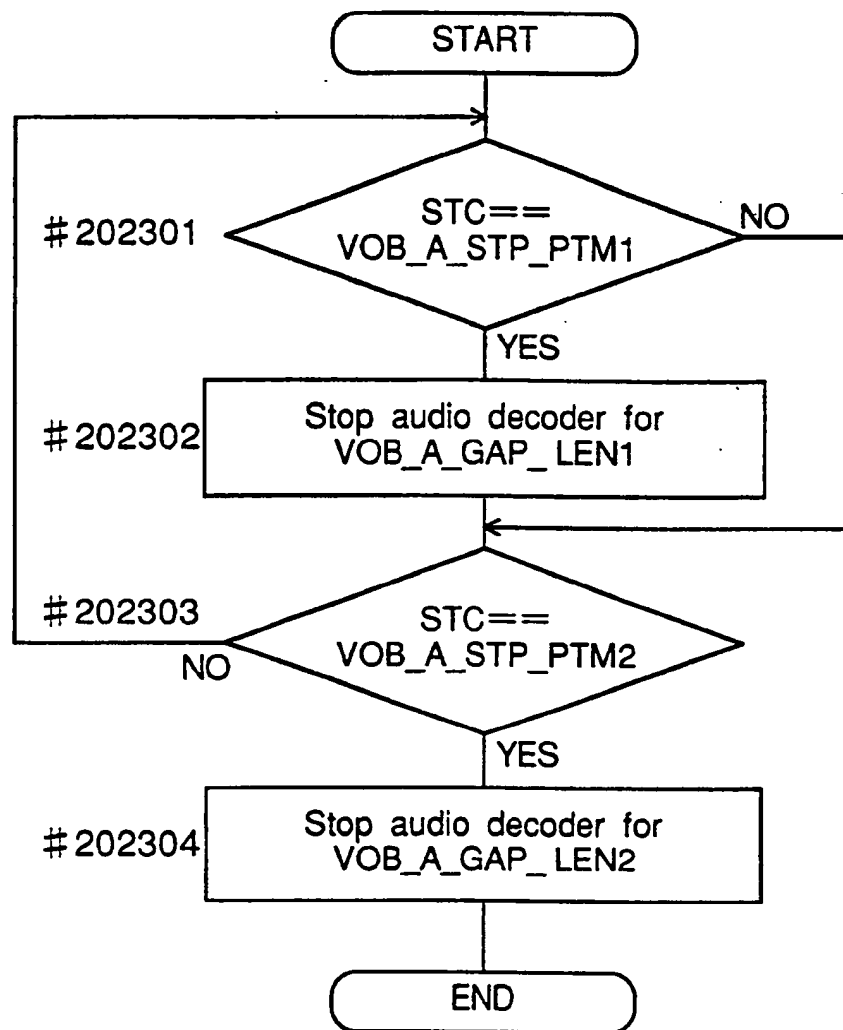 START
#202301
STC==
VOB_A_STP_PTM1
NO
YES
#202302
Stop audio decoder for
VOB_A_GAP_ LEN1
#202303
STC==
VOB_A_STP_PTM2
NO
YES
#202304
Stop audio decoder for
VOB_A_GAP_ LEN2
END